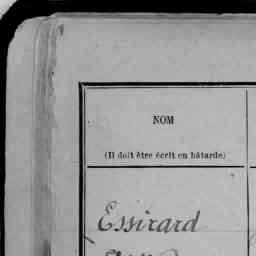 NOM
(Il doit être écrit en bâtarde)
Essirard